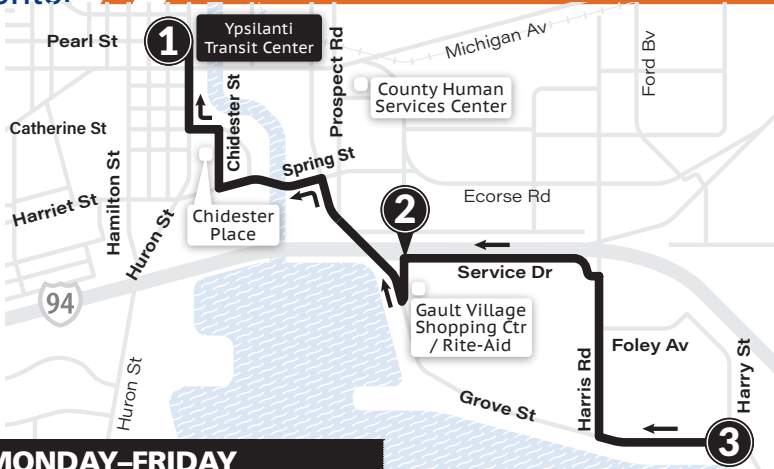 Pearl St
1
Ypsilanti
Transit Center
Prospect Rd
Michigan Av
Ford Bv
County Human
Services Center
Catherine St
Chidester St
Hamilton St
Spring St
Harriet St
Huron St
Chidester
Place
2
Ecorse Rd
94
Service Dr
Gault Village
Shopping Ctr
/ Rite-Aid
Harris Rd
Foley Av
Harry St
Huron St
Grove St
3
MONDAY–FRIDAY